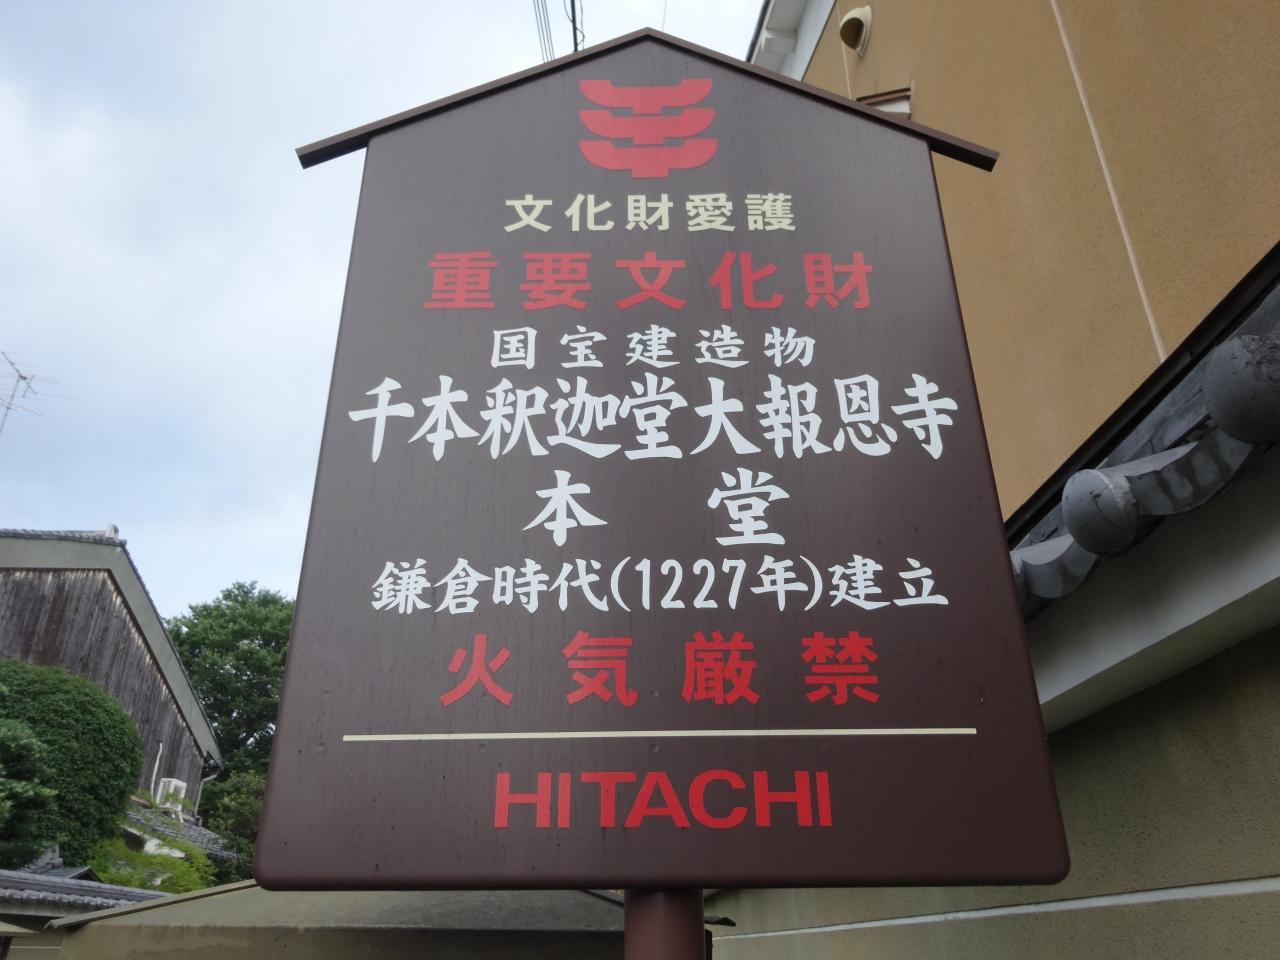 文化財愛護
重要文化財
国宝建造物
千本釈迦堂大報恩寺
本堂
鎌倉時代(1227年)建立
火気厳禁
HITACHI